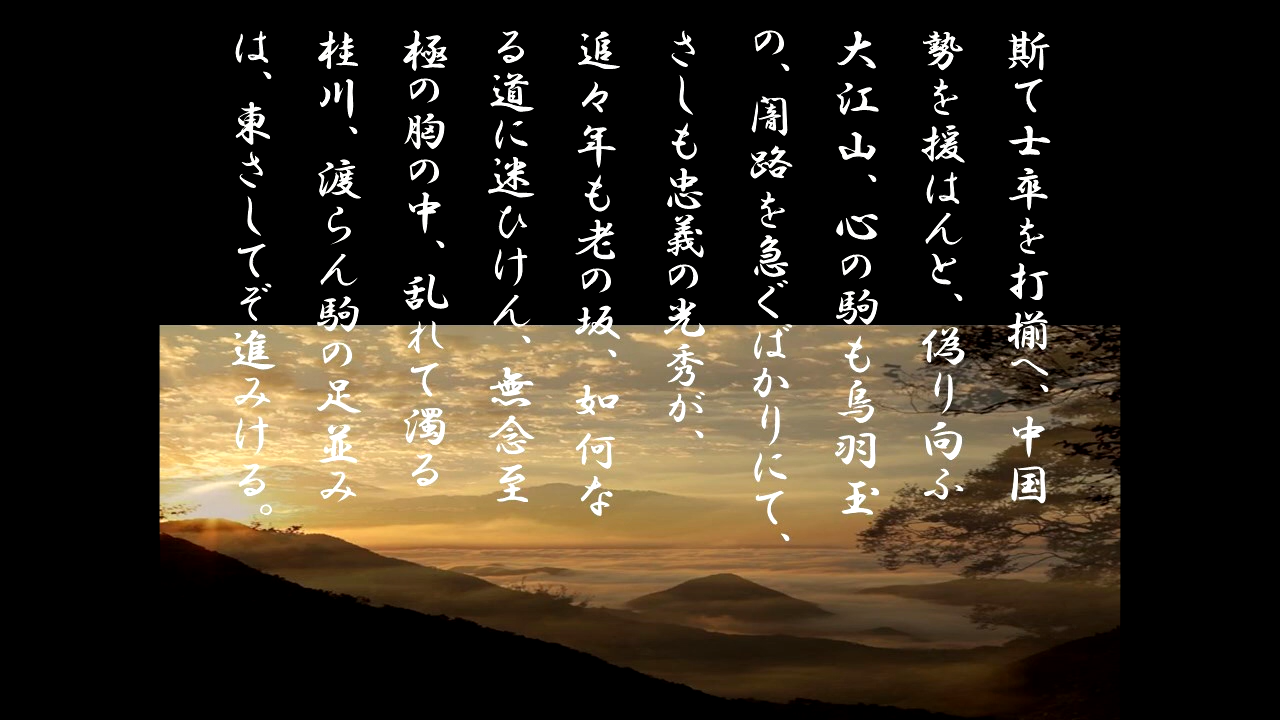 斯て士卒を打揃へ、中国
勢を援はんと、偽り向ふ
大江山、心の駒も烏羽玉
の、闇路を急ぐばかりにて、
さしも忠義の光秀が、
追々年も老の坂、如何な
る道に迷ひけん、無念至
極の胸の中、乱れて濁る
桂川、渡らん駒の足並み
は、東さしてぞ進みける。